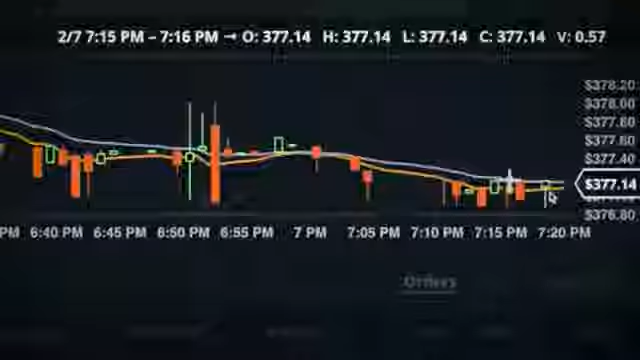 2/7 7:15 PM – 7:16 PM → O: 377.14 H: 377.14 L: 377.14 C: 377.14 V: 0.57
$378.20
$378.00
$377.80
$377.60
$377.40
$377.14
$376.80
PM 6:40 PM 6:45 PM 6:50 PM 6:55 PM 7 PM 7:05 PM 7:10 PM 7:15 PM 7:20 PM
Orders